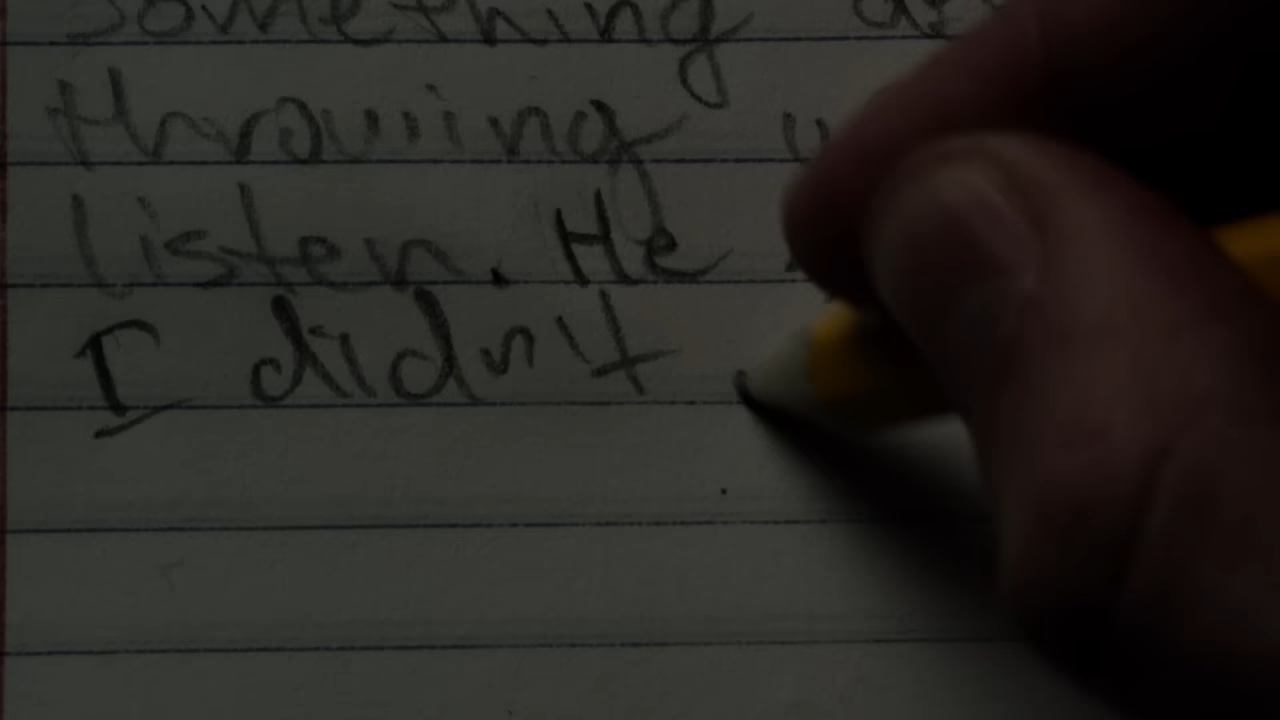 something
throwing
listen. He
I didn't